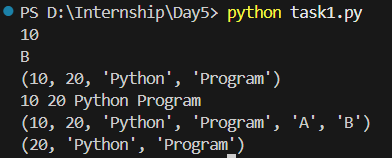 PS D:\Internship\Day5> python task1.py
10
B
(10, 20, 'Python', 'Program')
10 20 Python Program
(10, 20, 'Python', 'Program', 'A', 'B')
(20, 'Python', 'Program')